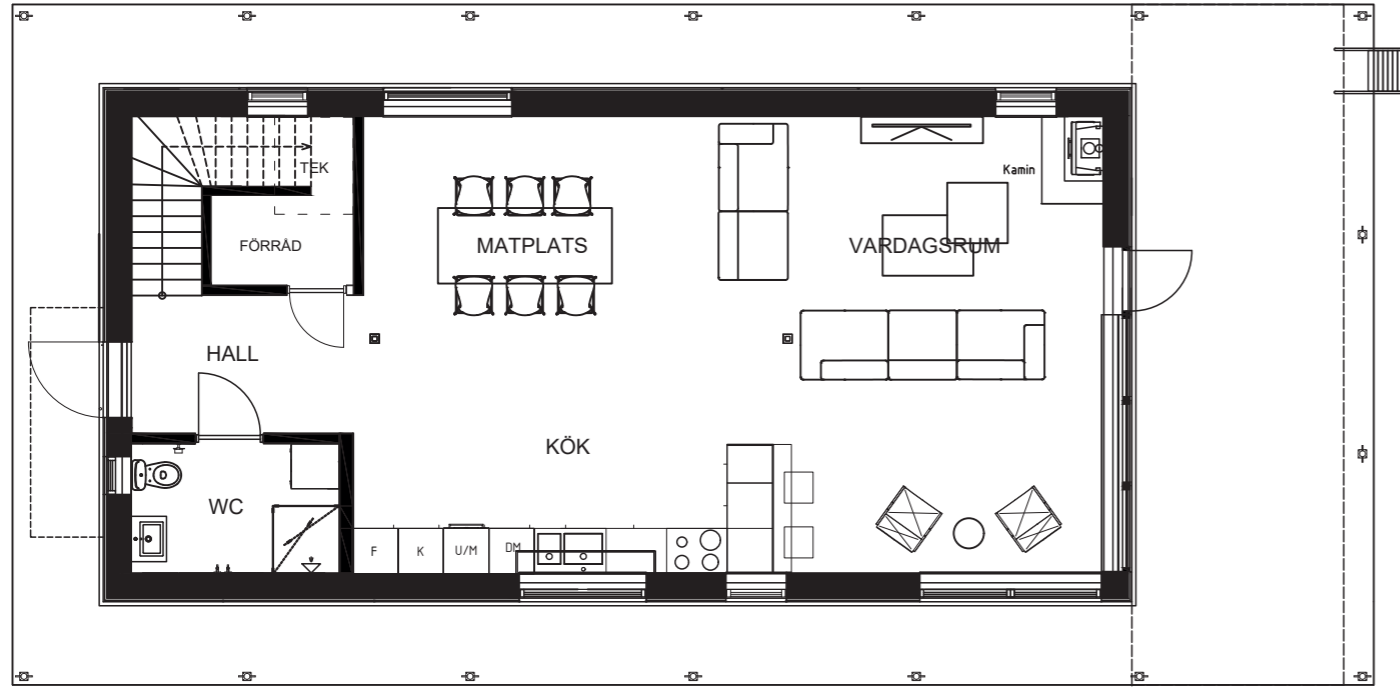 TEK
Kamin
FÖRRÅD
MATPLATS
VARDAGSRUM
HALL
KÖK
WC
F
K
U/M
DM